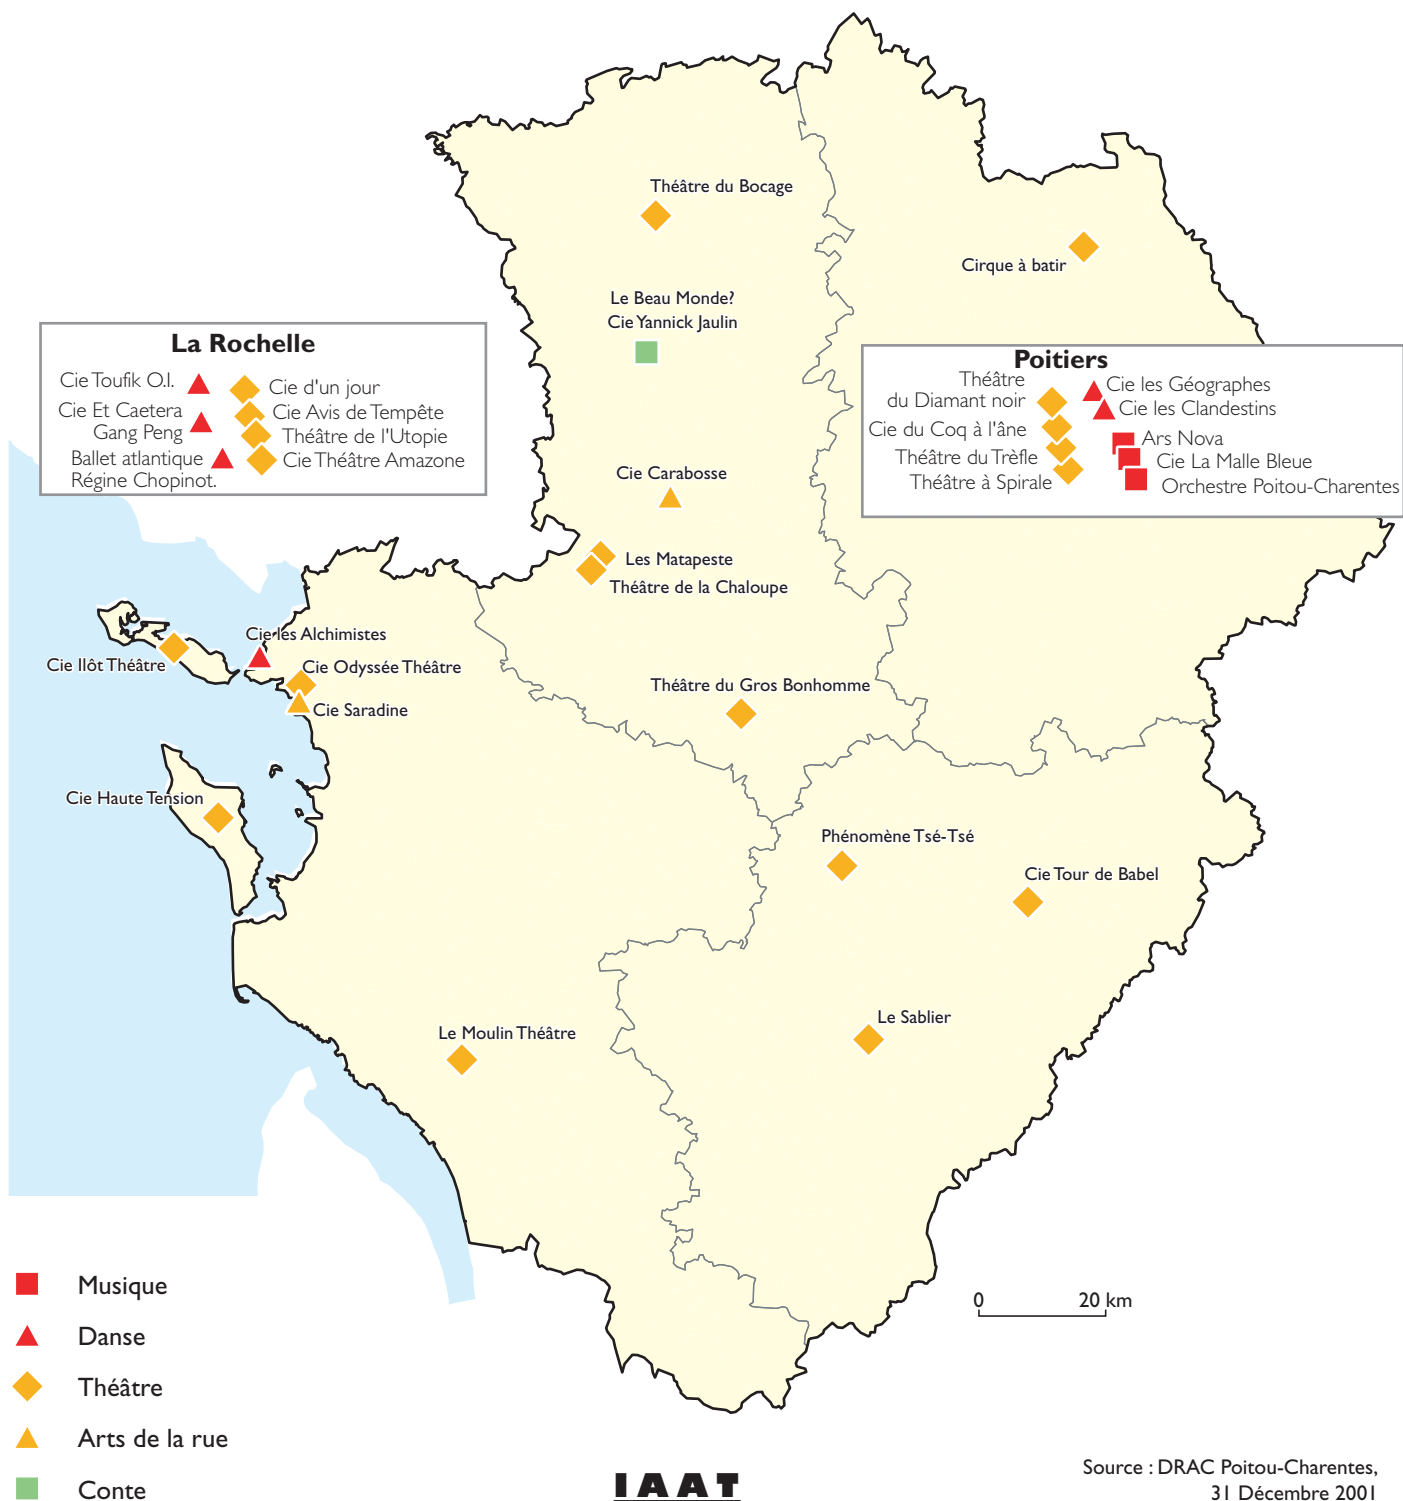 Théâtre du Bocage
Cirque à batir
Le Beau Monde?
Cie Yannick Jaulin
La Rochelle
Cie Toufik O.I.
Cie Et Caetera
Gang Peng
Ballet atlantique
Régine Chopinot.
Cie d'un jour
Cie Avis de Tempête
Théâtre de l'Utopie
Cie Théâtre Amazone
Poitiers
Théâtre
du Diamant noir
Cie du Coq à l'âne
Théâtre du Trèfle
Théâtre à Spirale
Cie les Géographes
Cie les Clandestins
Ars Nova
Cie La Malle Bleue
Orchestre Poitou-Charentes
Cie Carabosse
Les Matapeste
Théâtre de la Chaloupe
Cie les Alchimistes
Cie Ilôt Théâtre
Cie Odyssée Théâtre
Cie Saradine
Théâtre du Gros Bonhomme
Cie Haute Tension
Phénomène Tsé-Tsé
Cie Tour de Babel
Le Sablier
Le Moulin Théâtre
0 20 km
Musique
Danse
Théâtre
Arts de la rue
Conte
IAAT
Source : DRAC Poitou-Charentes,
31 Décembre 2001